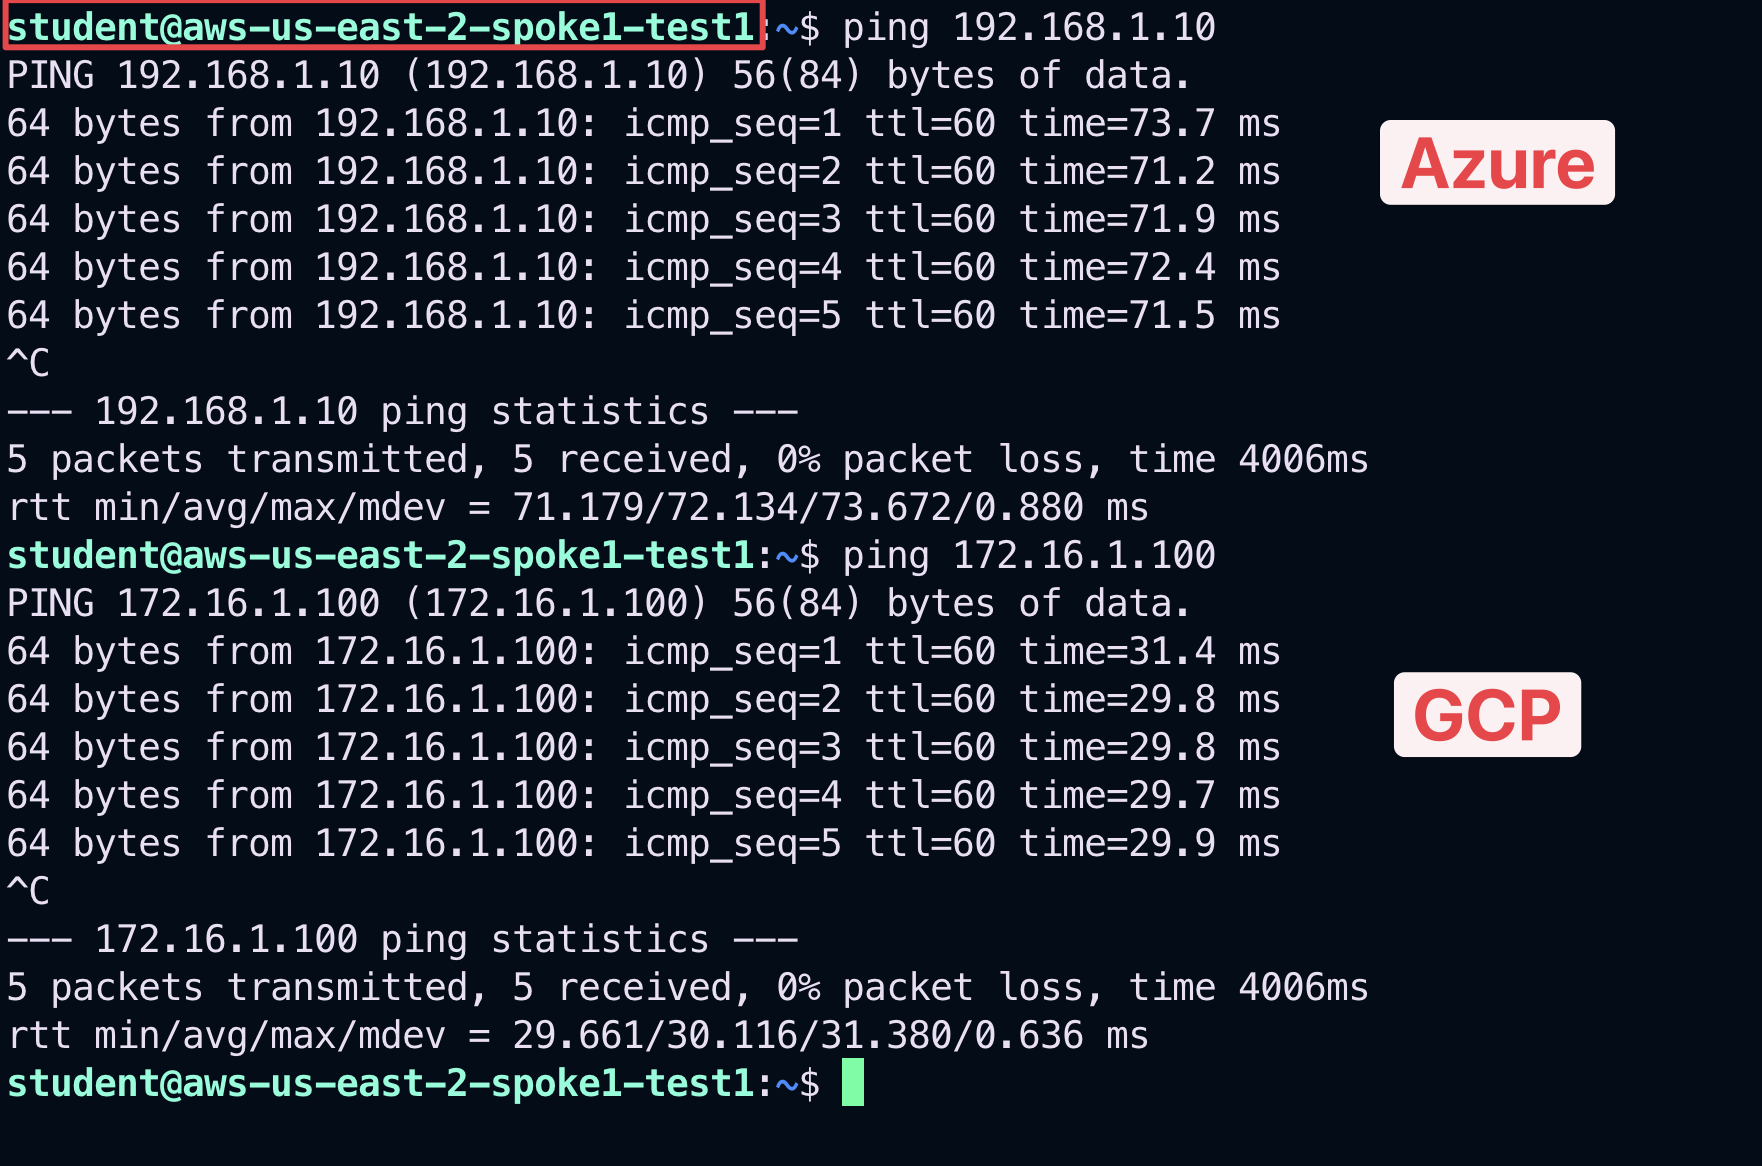 student@aws-us-east-2-spoke1-test1:~$ ping 192.168.1.10
PING 192.168.1.10 (192.168.1.10) 56(84) bytes of data.
64 bytes from 192.168.1.10: icmp_seq=1 ttl=60 time=73.7 ms
Azure
64 bytes from 192.168.1.10: icmp_seq=2 ttl=60 time=71.2 ms
64 bytes from 192.168.1.10: icmp_seq=3 ttl=60 time=71.9 ms
64 bytes from 192.168.1.10: icmp_seq=4 ttl=60 time=72.4 ms
64 bytes from 192.168.1.10: icmp_seq=5 ttl=60 time=71.5 ms
^C
--- 192.168.1.10 ping statistics ---
5 packets transmitted, 5 received, 0% packet loss, time 4006ms
rtt min/avg/max/mdev = 71.179/72.134/73.672/0.880 ms
student@aws-us-east-2-spoke1-test1:~$ ping 172.16.1.100
PING 172.16.1.100 (172.16.1.100) 56(84) bytes of data.
64 bytes from 172.16.1.100: icmp_seq=1 ttl=60 time=31.4 ms
64 bytes from 172.16.1.100: icmp_seq=2 ttl=60 time=29.8 ms
GCP
64 bytes from 172.16.1.100: icmp_seq=3 ttl=60 time=29.8 ms
64 bytes from 172.16.1.100: icmp_seq=4 ttl=60 time=29.7 ms
64 bytes from 172.16.1.100: icmp_seq=5 ttl=60 time=29.9 ms
^C
--- 172.16.1.100 ping statistics ---
5 packets transmitted, 5 received, 0% packet loss, time 4006ms
rtt min/avg/max/mdev = 29.661/30.116/31.380/0.636 ms
student@aws-us-east-2-spoke1-test1:~$